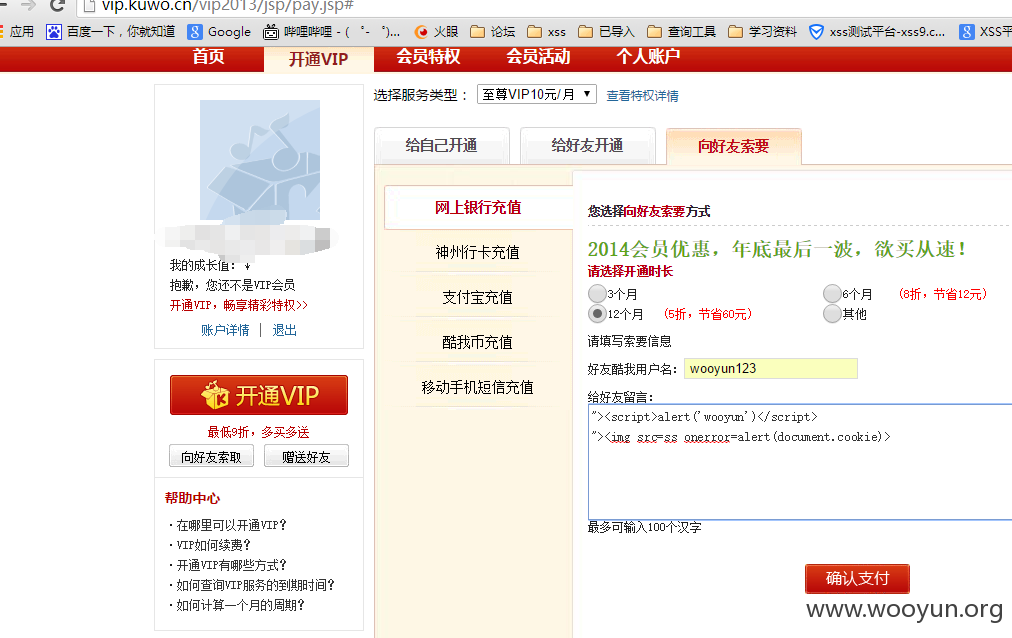 vip.kuwo.cn/vip2013/jsp/pay.jsp#
应用 百度一下，你就知道 Google 哔哩哔哩 - ( ゜- ゜)... 火眼 论坛 xss 已导入 查询工具 学习资料 xss测试平台-xss9.c... XSS平
首页 开通VIP 会员特权 会员活动 个人账户
选择服务类型： 至尊VIP10元/月 查看特权详情
给自己开通 给好友开通 向好友索要
我的成长值：
抱歉，您还不是VIP会员
开通VIP，畅享精彩特权>>
账户详情 | 退出
开通VIP
最低9折，多买多送
向好友索取 赠送好友
帮助中心
·在哪里可以开通VIP？
·VIP如何续费？
·开通VIP有哪些方式？
·如何查询VIP服务的到期时间？
·如何计算一个月的周期？
网上银行充值
神州行卡充值
支付宝充值
酷我币充值
移动手机短信充值
您选择向好友索要方式
2014会员优惠，年底最后一波，欲买从速！
请选择开通时长
3个月 6个月 （8折，节省12元）
12个月 （5折，节省60元） 其他
请填写索要信息
好友酷我用户名： wooyun123
给好友留言：
"><script>alert('wooyun')</script>
"><img src=ss onerror=alert(document.cookie)>
最多可输入100个汉字
确认支付
www.wooyun.org